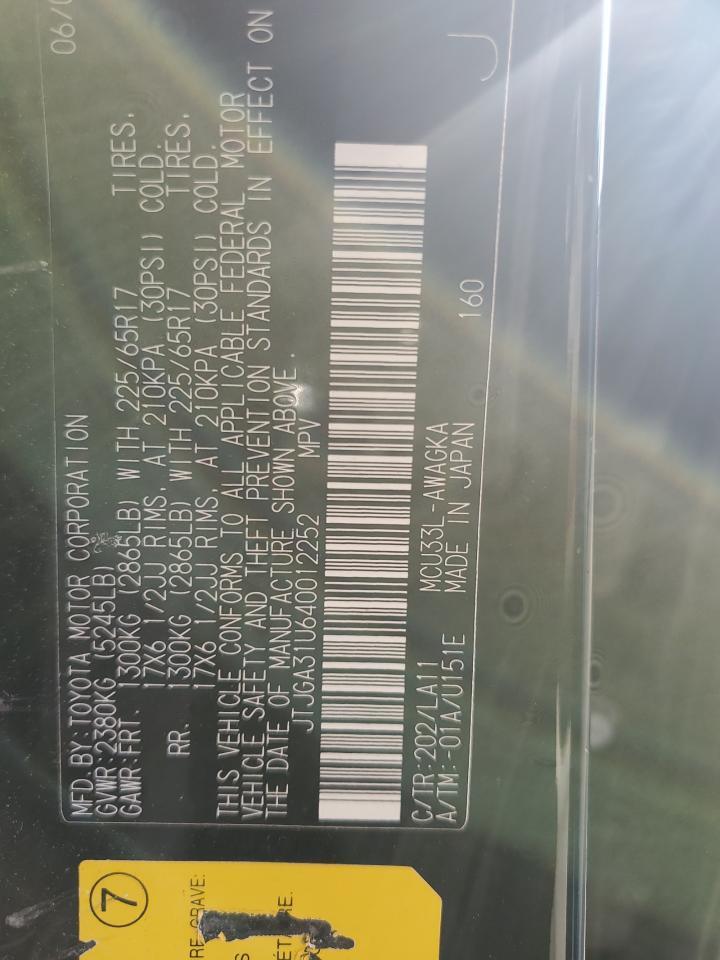 MFD. BY: TOYOTA MOTOR CORPORATION 06/0
GVWR: 2380KG (5245LB)
GAWR: FRT. 1300KG (2865LB) WITH 225/65R17 TIRES,
17X6 1/2JJ RIMS, AT 210KPA (30PSI) COLD.
RR. 1300KG (2865LB) WITH 225/65R17 TIRES,
17X6 1/2JJ RIMS, AT 210KPA (30PSI) COLD.
THIS VEHICLE CONFORMS TO ALL APPLICABLE FEDERAL MOTOR
VEHICLE SAFETY AND THEFT PREVENTION STANDARDS IN EFFECT ON
THE DATE OF MANUFACTURE SHOWN ABOVE.
JTJGA31U640012252 MPV
C/TR: 202/LA11 MCU33L-AWAGKA
A/TM: -01A/U151E MADE IN JAPAN 160 J
7